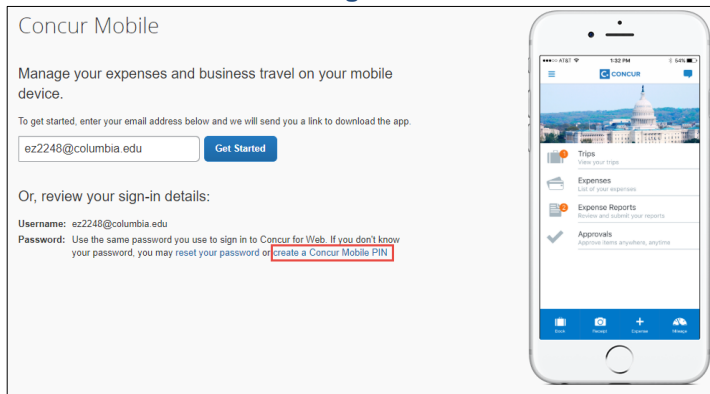 Concur Mobile
Manage your expenses and business travel on your mobile
device.
To get started, enter your email address below and we will send you a link to download the app.
ez2248@columbia.edu
Get Started
Or, review your sign-in details:
Username: ez2248@columbia.edu
Password: Use the same password you use to sign in to Concur for Web. If you don't know
your password, you may reset your password or create a Concur Mobile PIN
AT&T 1:32 PM 54%
C. CONCUR
Trips
View your trips
Expenses
List of your expenses
2
Expense Reports
Review and submit your reports
Approvals
Approve items anywhere, anytime
Book Receipt Expense Mileage